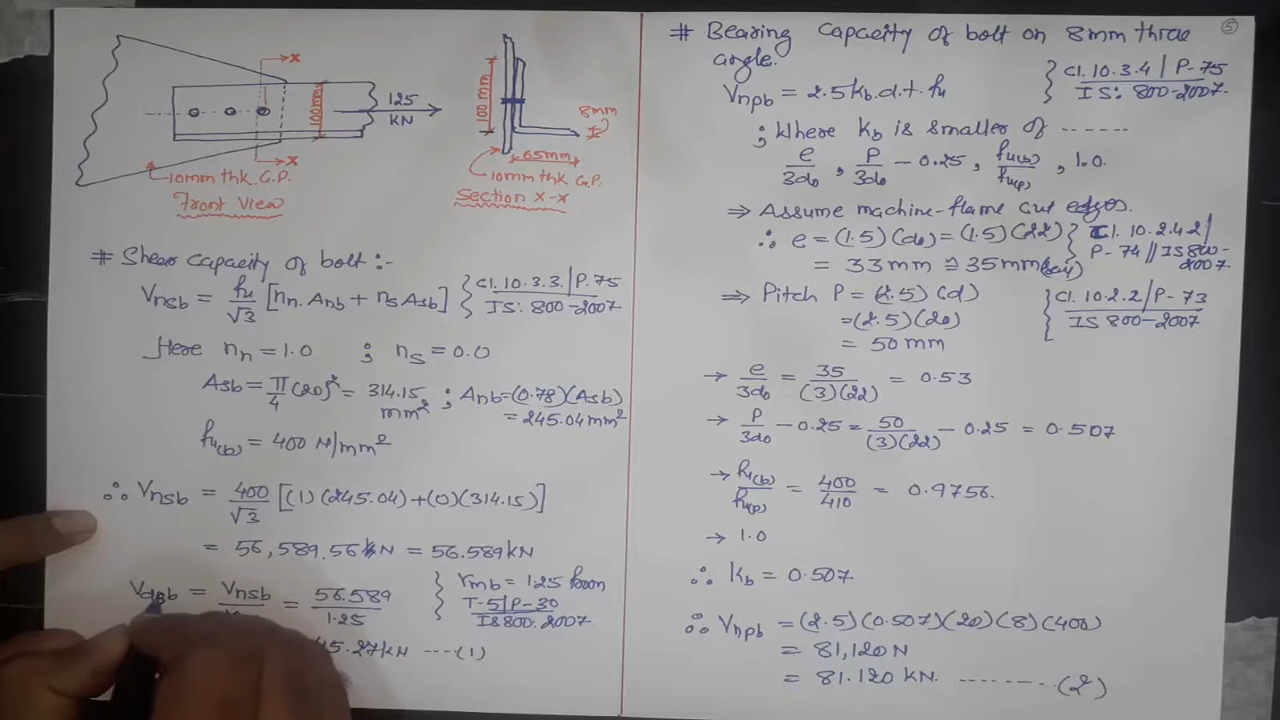 X
100mm
125
KN
X
10mm thk. G.P.
Front View
100 mm
8mm
65mm
10mm thk G.P.
Section X-X
# Shear capacity of bolt :-
Vnsb = fu/√3 [nn. Anb + ns Asb] } Cl. 10.3.3. | P. 75
IS: 800-2007
Here nn = 1.0 ; ns = 0.0
Asb = π/4 (20)² = 314.15 mm² ; Anb = (0.78) (Asb)
= 245.04 mm²
fu(b) = 400 N/mm²
∴ Vnsb = 400/√3 [(1) (245.04) + (0) (314.15)]
= 56,589.56 N = 56.589 kN
Vdsb = Vnsb = 56.589/1.25 { γmb = 1.25 from
T-5 | P-30
IS 800: 2007
45.27 kN ----(1)
5
# Bearing capacity of bolt on 8mm
angle.
Vnpb = 2.5 kb. d. t. fu } Cl. 10.3.4 | P-75
IS: 800-2007.
; Where kb is smaller of ------
e/3d0 , P/3d0 - 0.25 , fu(b)/fu(p) , 1.0.
⇒ Assume machine-flame cut edges.
∴ e = (1.5) (d0) = (1.5) (22) } Cl. 10.2.4.2 |
P-74 || IS 800-
2007.
= 33 mm ≅ 35 mm (say)
⇒ Pitch P = (2.5) (d) { Cl. 10.2.2 | P-73
IS 800-2007
= (2.5) (20)
= 50 mm
→ e/3d0 = 35/(3) (22) = 0.53
→ P/3d0 - 0.25 = 50/(3) (22) - 0.25 = 0.507
→ fu(b)/fu(p) = 400/410 = 0.9756.
→ 1.0
∴ kb = 0.507
∴ Vnpb = (2.5) (0.507) (20) (8) (400)
= 81,120 N
= 81.120 kN. --------- (2)